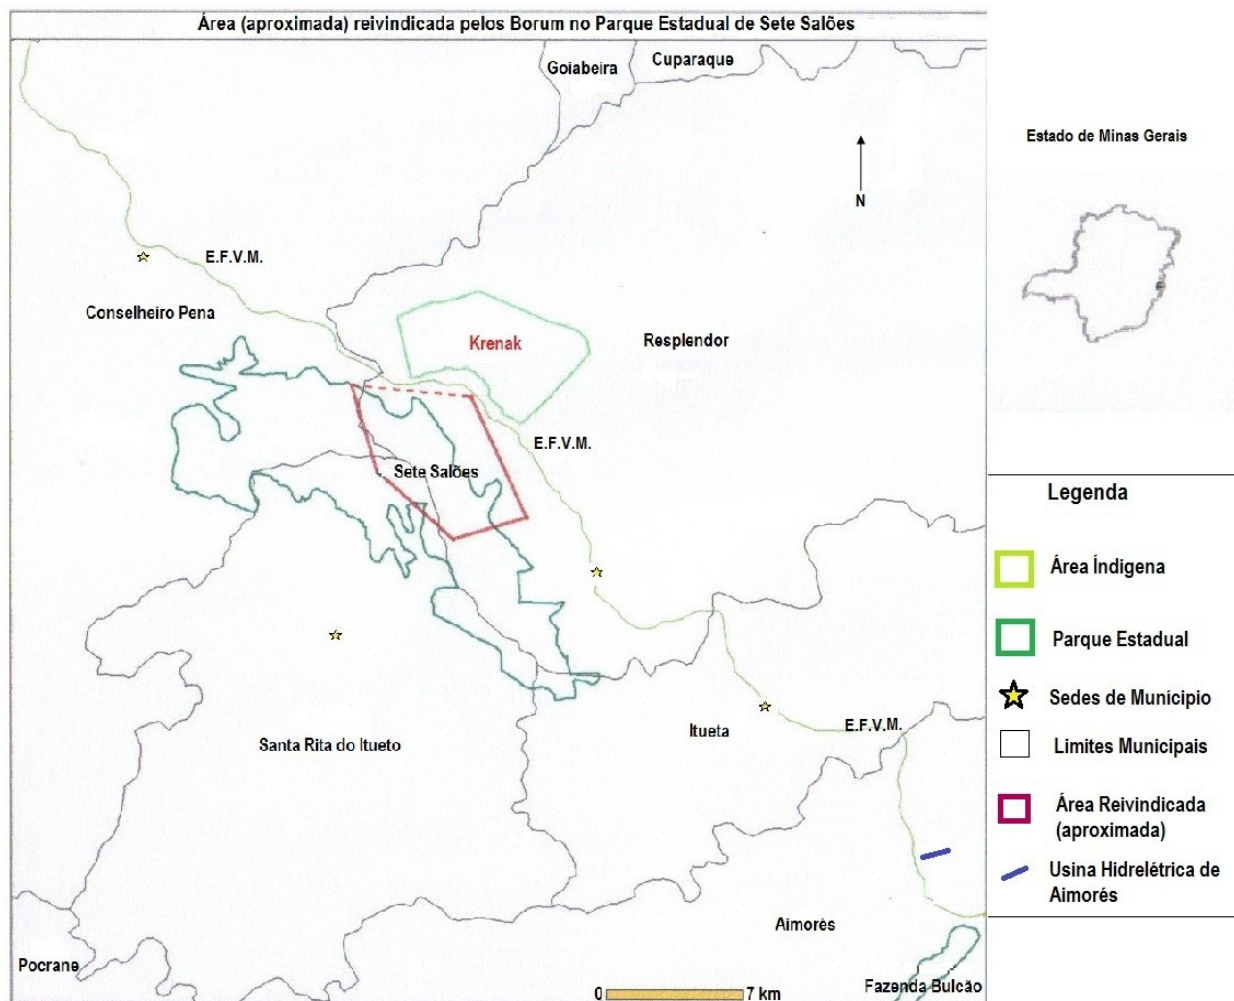 Área (aproximada) reivindicada pelos Borum no Parque Estadual de Sete Salões
Goiabeira
Cuparaque
Estado de Minas Gerais
N
E.F.V.M.
Conselheiro Pena
Krenak
Resplendor
E.F.V.M.
Sete Salões
Legenda
Área Índigena
Parque Estadual
Sedes de Município
Limites Municipais
Área Reivindicada
(aproximada)
Usina Hidrelétrica de
Aimorés
Itueta
E.F.V.M.
Santa Rita do Itueto
Aimorés
Pocrane
Fazenda Bulcão
0
7 km